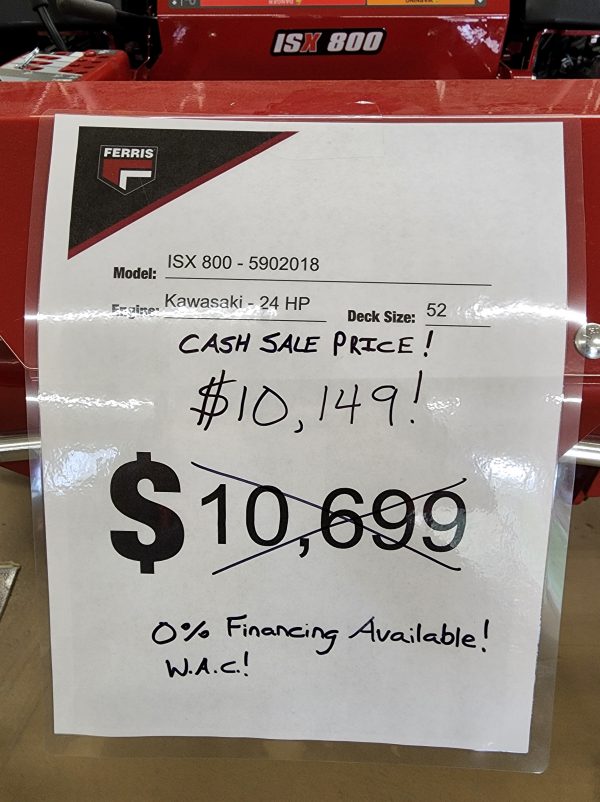 ISX 800
FERRIS
Model: ISX 800 - 5902018
Engine: Kawasaki - 24 HP Deck Size: 52
CASH SALE PRICE!
$10,149!
$10,699
0% Financing Available!
W.A.C.!